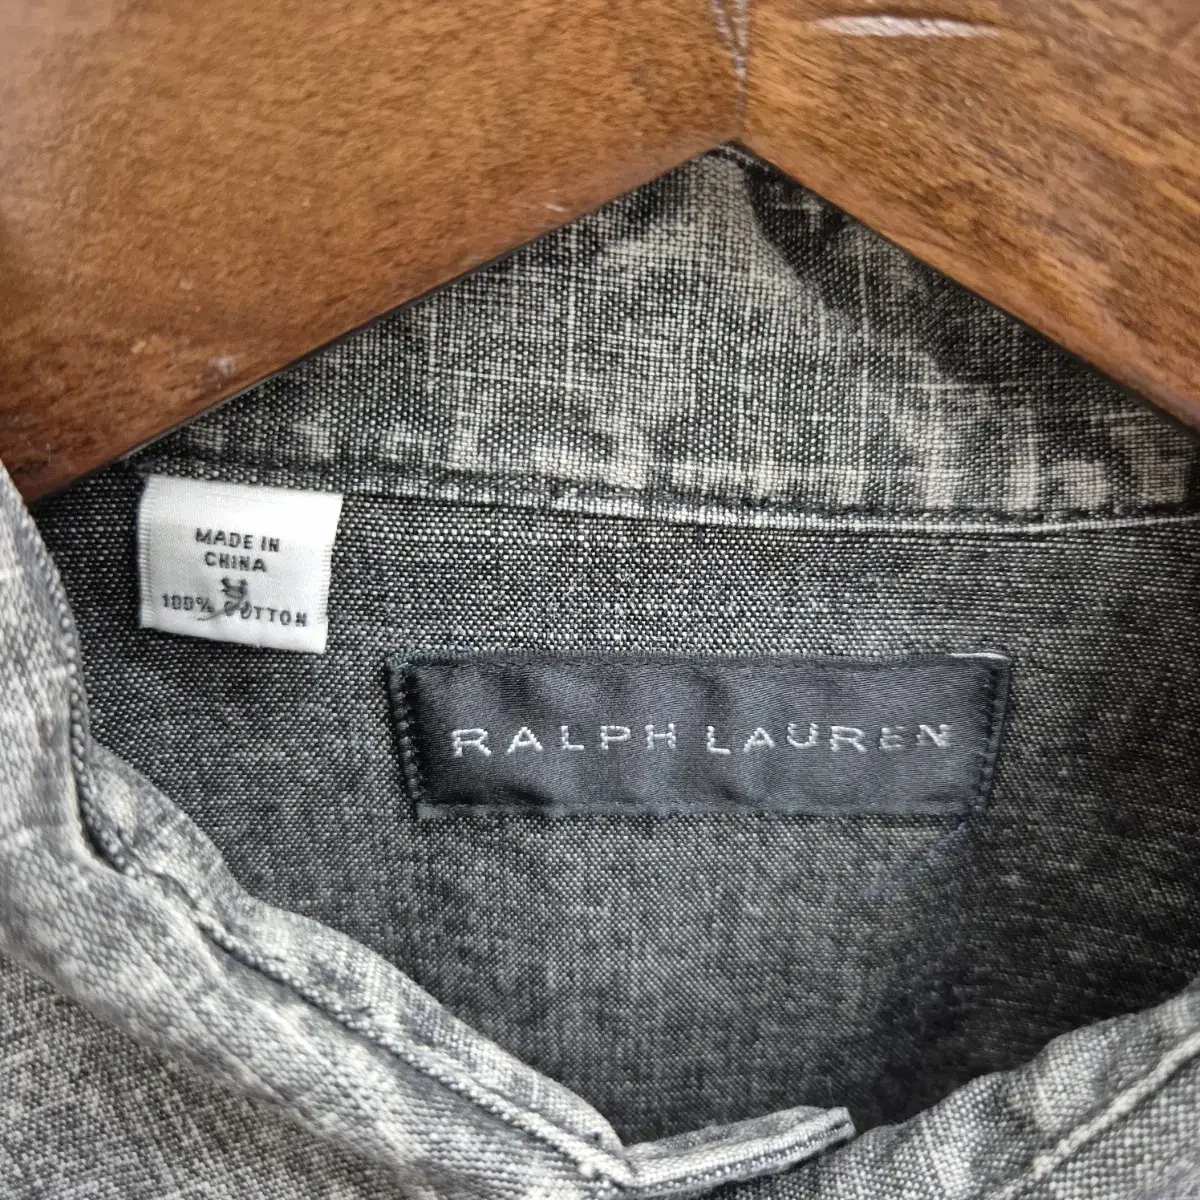 MADE IN
CHINA
100% COTTON
RALPH LAUREN